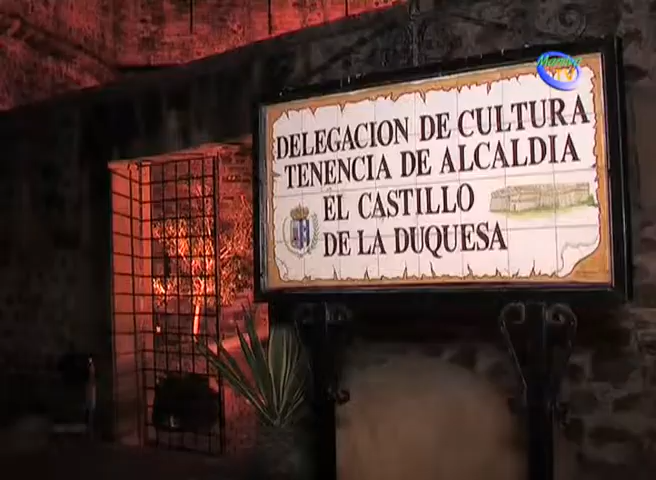 DELEGACION DE CULTURA
TENENCIA DE ALCALDIA
EL CASTILLO
DE LA DUQUESA